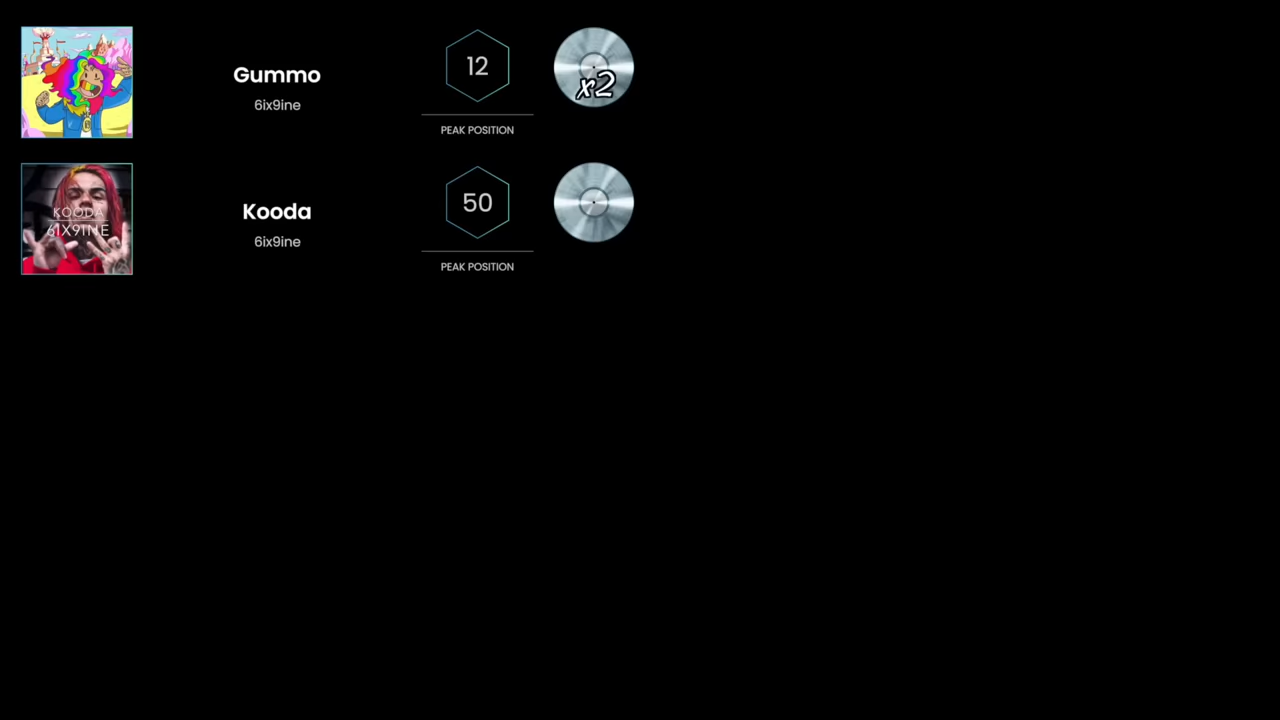 Gummo
6ix9ine
12
PEAK POSITION
x2
KOODA
6IX9INE
Kooda
6ix9ine
50
PEAK POSITION